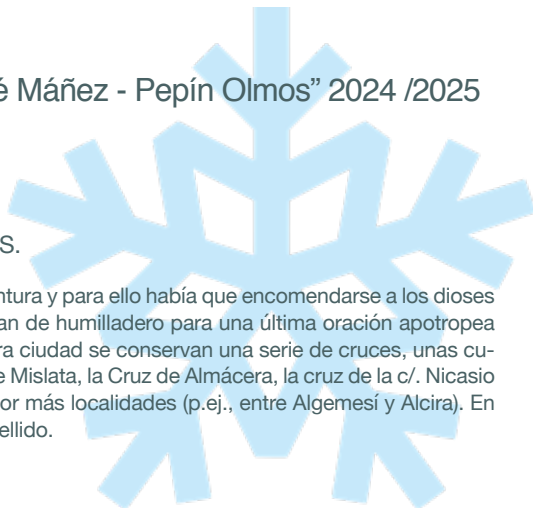 é Máñez - Pepín Olmos” 2024 /2025
S.
ntura y para ello había que encomendarse a los dioses
an de humilladero para una última oración apotropea
ra ciudad se conservan una serie de cruces, unas cu-
e Mislata, la Cruz de Almácera, la cruz de la c/. Nicasio
or más localidades (p.ej., entre Algemesí y Alcira). En
ellido.